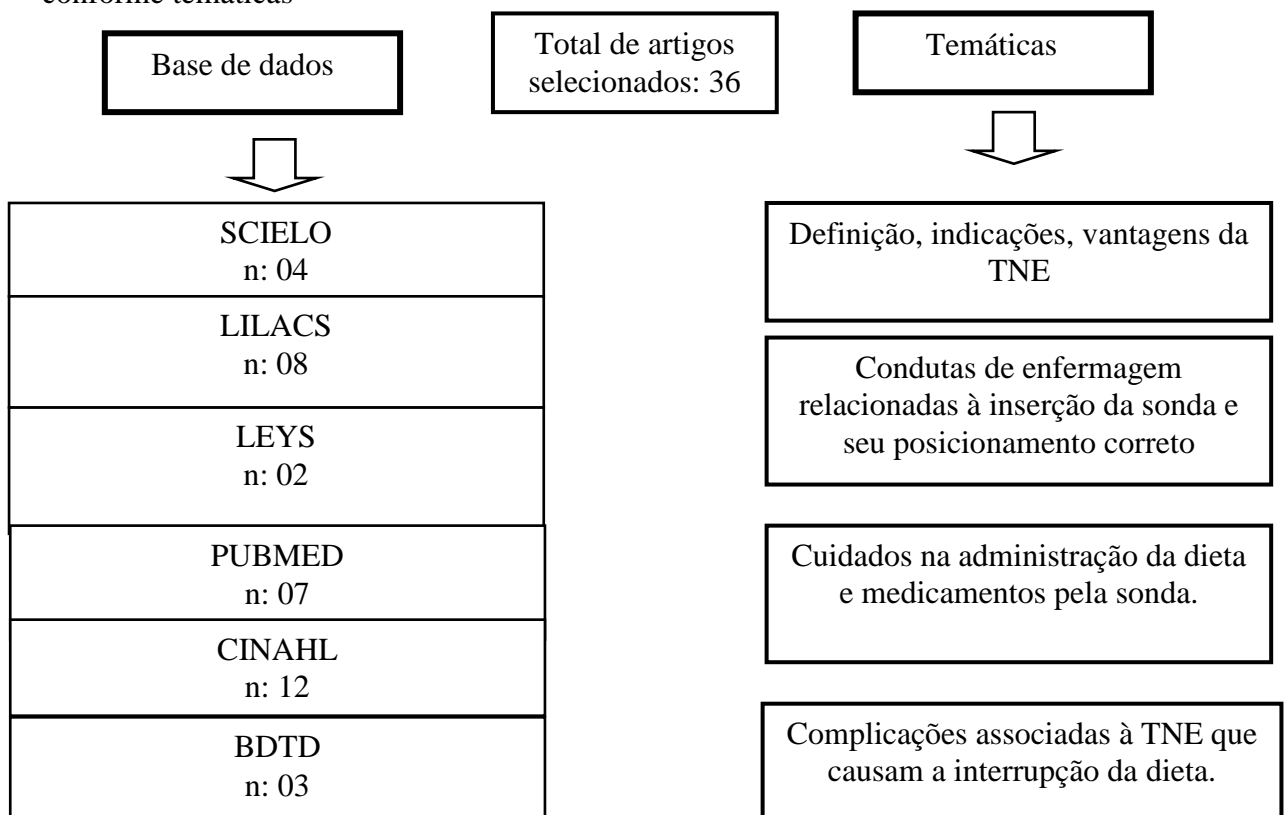 conforme temáticas
Base de dados
Total de artigos
selecionados: 36
Temáticas
SCIELO
n: 04
LILACS
n: 08
LEYS
n: 02
PUBMED
n: 07
CINAHL
n: 12
BDTD
n: 03
Definição, indicações, vantagens da
TNE
Condutas de enfermagem
relacionadas à inserção da sonda e
seu posicionamento correto
Cuidados na administração da dieta
e medicamentos pela sonda.
Complicações associadas à TNE que
causam a interrupção da dieta.